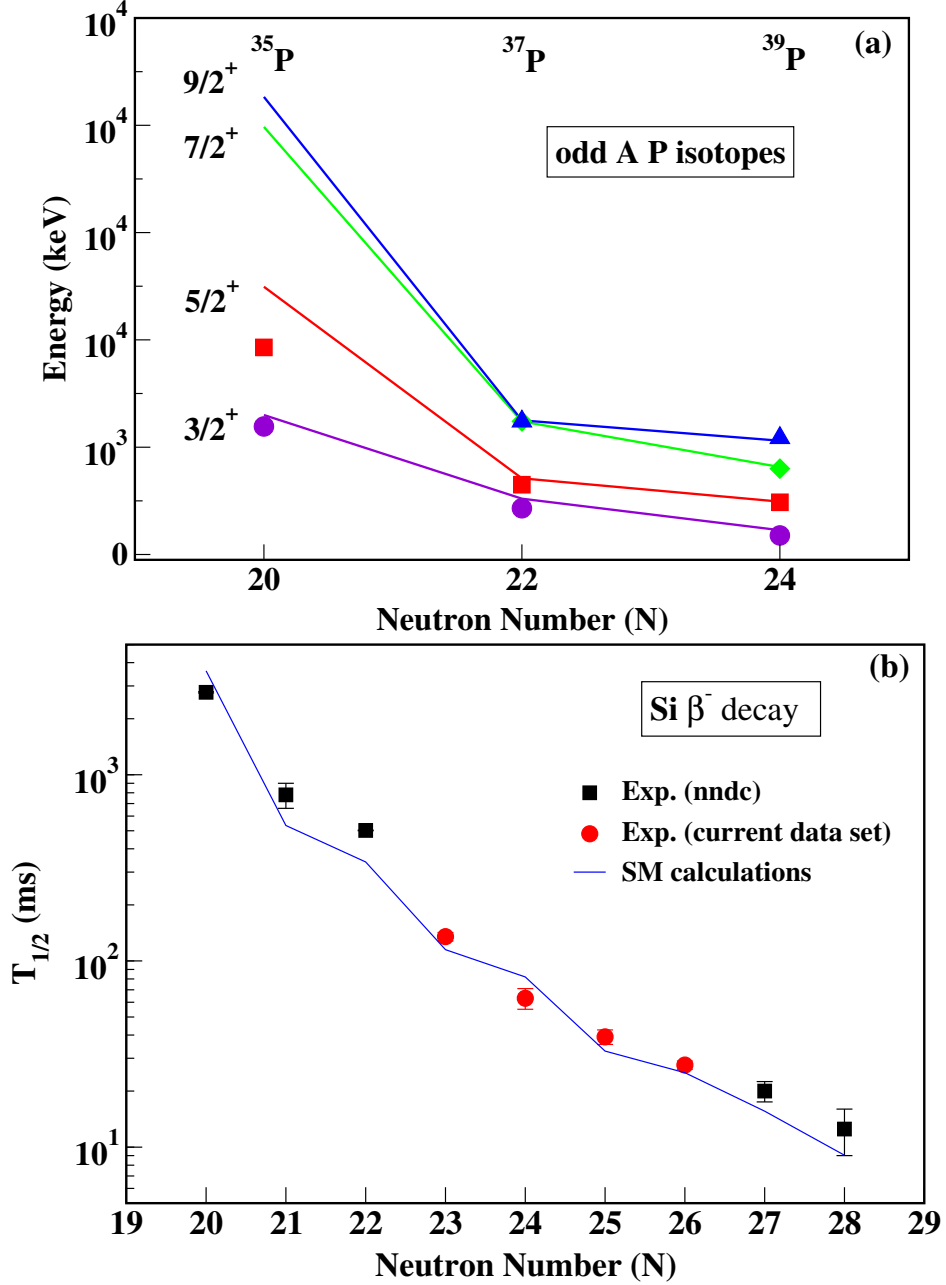 10^4
35P
37P
39P
(a)
9/2+
10^4
7/2+
odd A P isotopes
10^4
5/2+
10^4
3/2+
10^3
0
Energy (keV)
20
22
24
Neutron Number (N)
(b)
Si β- decay
10^3
Exp. (nndc)
Exp. (current data set)
SM calculations
10^2
10^1
T1/2 (ms)
19 20 21 22 23 24 25 26 27 28 29
Neutron Number (N)